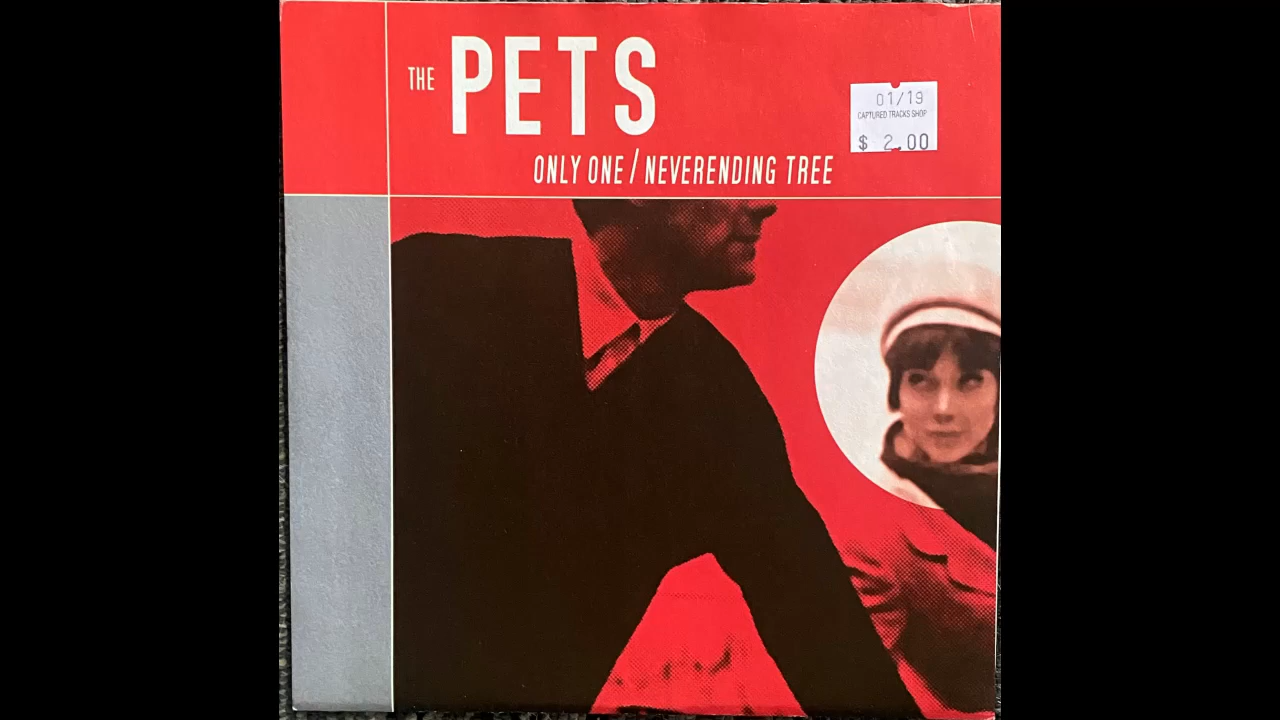 THE PETS
01/19
CAPTURED TRACKS SHOP
$ 2.00
ONLY ONE / NEVERENDING TREE